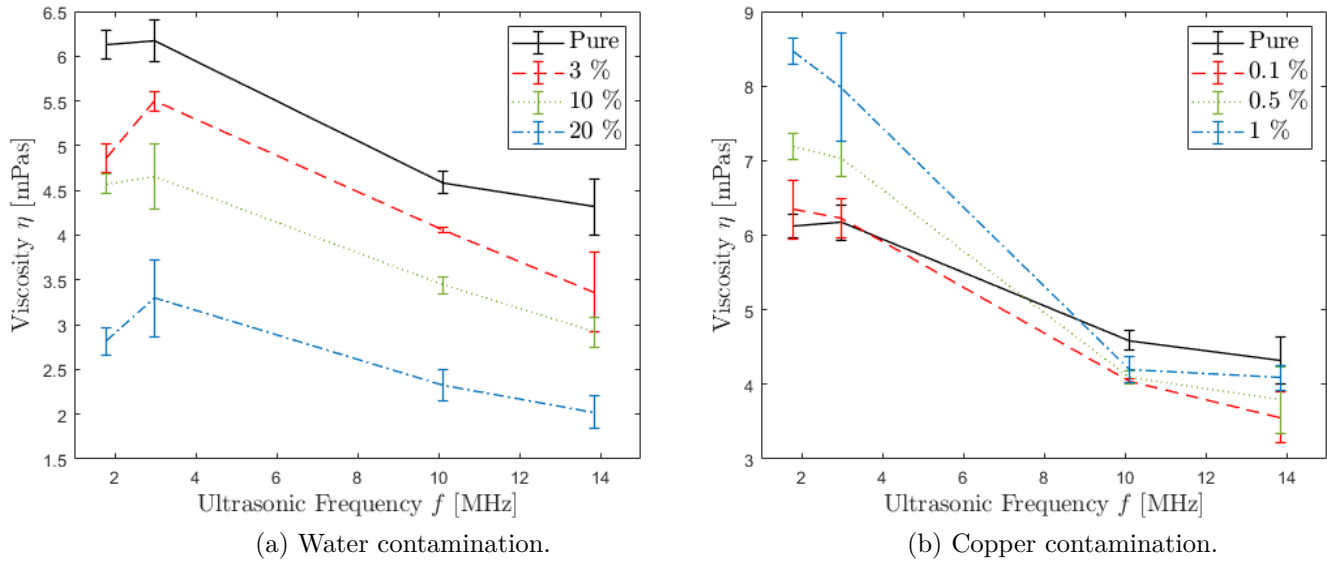 6.5
6
5.5
5
4.5
4
3.5
3
2.5
2
1.5
Viscosity η [mPas]
2 4 6 8 10 12 14
Ultrasonic Frequency f [MHz]
Pure
3 %
10 %
20 %
(a) Water contamination.
9
8
7
6
5
4
3
Viscosity η [mPas]
2 4 6 8 10 12 14
Ultrasonic Frequency f [MHz]
Pure
0.1 %
0.5 %
1 %
(b) Copper contamination.